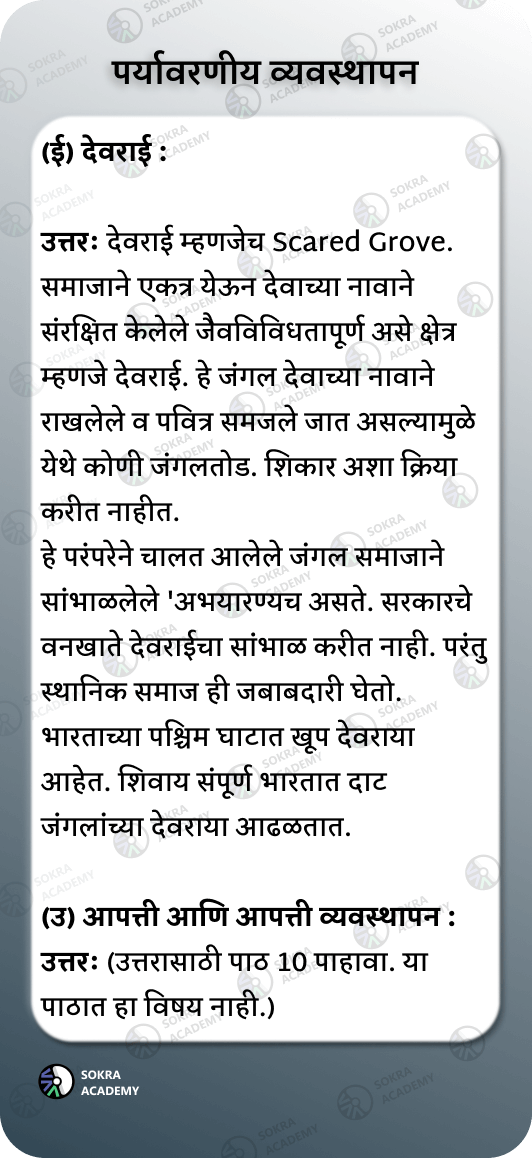 पर्यावरणीय व्यवस्थापन
(ई) देवराई :
उत्तरः देवराई म्हणजेच Scared Grove.
समाजाने एकत्र येऊन देवाच्या नावाने
संरक्षित केलेले जैवविविधतापूर्ण असे क्षेत्र
म्हणजे देवराई. हे जंगल देवाच्या नावाने
राखलेले व पवित्र समजले जात असल्यामुळे
येथे कोणी जंगलतोड. शिकार अशा क्रिया
करीत नाहीत.
हे परंपरेने चालत आलेले जंगल समाजाने
सांभाळलेले 'अभयारण्यच असते. सरकारचे
वनखाते देवराईचा सांभाळ करीत नाही. परंतु
स्थानिक समाज ही जबाबदारी घेतो.
भारताच्या पश्चिम घाटात खूप देवराया
आहेत. शिवाय संपूर्ण भारतात दाट
जंगलांच्या देवराया आढळतात.
(उ) आपत्ती आणि आपत्ती व्यवस्थापन :
उत्तरः (उत्तरासाठी पाठ 10 पाहावा. या
पाठात हा विषय नाही.)
SOKRA
ACADEMY